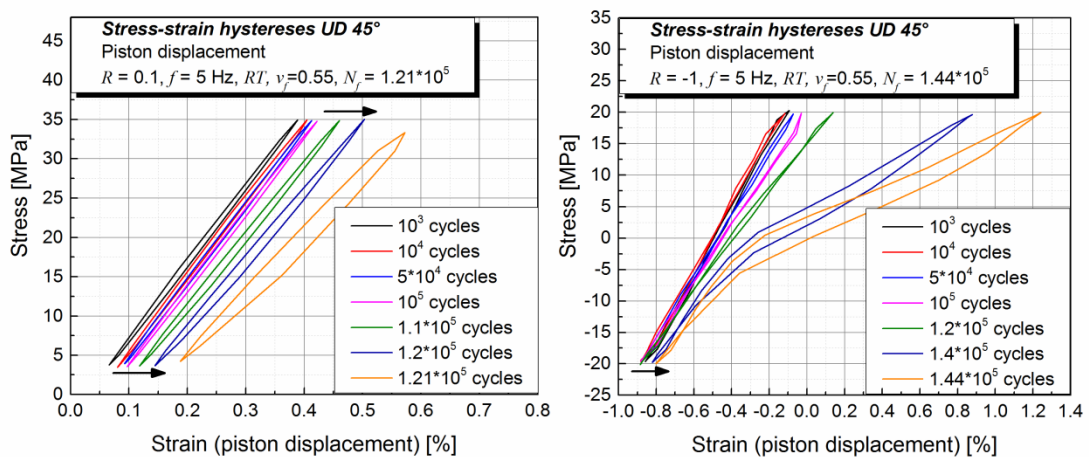 Stress-strain hystereses UD 45°
Piston displacement
R = 0.1, f = 5 Hz, RT, v_f=0.55, N_f = 1.21*10^5
Stress [MPa]
45
40
35
30
25
20
15
10
5
0
0.0 0.1 0.2 0.3 0.4 0.5 0.6 0.7 0.8
Strain (piston displacement) [%]
10^3 cycles
10^4 cycles
5*10^4 cycles
10^5 cycles
1.1*10^5 cycles
1.2*10^5 cycles
1.21*10^5 cycles
Stress-strain hystereses UD 45°
Piston displacement
R = -1, f = 5 Hz, RT, v_f=0.55, N_f = 1.44*10^5
Stress [MPa]
35
30
25
20
15
10
5
0
-5
-10
-15
-20
-25
-1.0 -0.8 -0.6 -0.4 -0.2 0.0 0.2 0.4 0.6 0.8 1.0 1.2 1.4
Strain (piston displacement) [%]
10^3 cycles
10^4 cycles
5*10^4 cycles
10^5 cycles
1.2*10^5 cycles
1.4*10^5 cycles
1.44*10^5 cycles